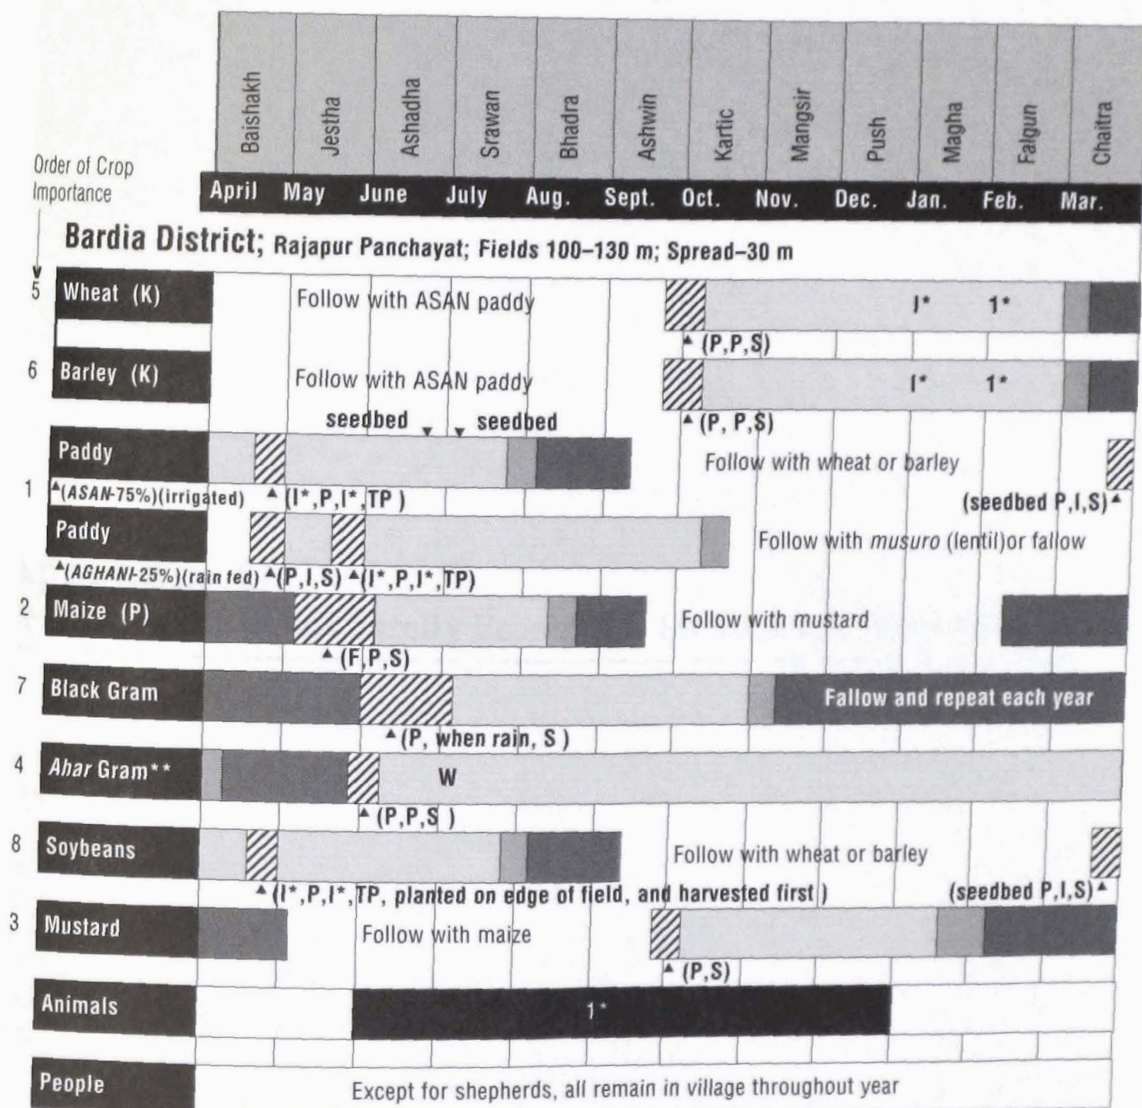 Baishakh Jestha Ashadha Srawan Bhadra Ashwin Kartic Mangsir Push Magha Falgun Chaitra
Order of Crop
Importance
April May June July Aug. Sept. Oct. Nov. Dec. Jan. Feb. Mar.
Bardia District; Rajapur Panchayat; Fields 100–130 m; Spread–30 m
5 Wheat (K) Follow with ASAN paddy I* 1*
(P,P,S)
6 Barley (K) Follow with ASAN paddy I* 1*
seedbed seedbed (P, P,S)
Paddy Follow with wheat or barley
1 (ASAN-75%)(irrigated) (I*,P,I*,TP ) (seedbed P,I,S)
Paddy Follow with musuro (lentil)or fallow
(AGHANI-25%)(rain fed) (P,I,S) (I*,P,I*,TP)
2 Maize (P) Follow with mustard
(F,P,S)
7 Black Gram Fallow and repeat each year
(P, when rain, S )
4 Ahar Gram** W
(P,P,S )
8 Soybeans Follow with wheat or barley
(I*,P,I*,TP, planted on edge of field, and harvested first ) (seedbed P,I,S)
3 Mustard Follow with maize
(P,S)
Animals 1*
People Except for shepherds, all remain in village throughout year